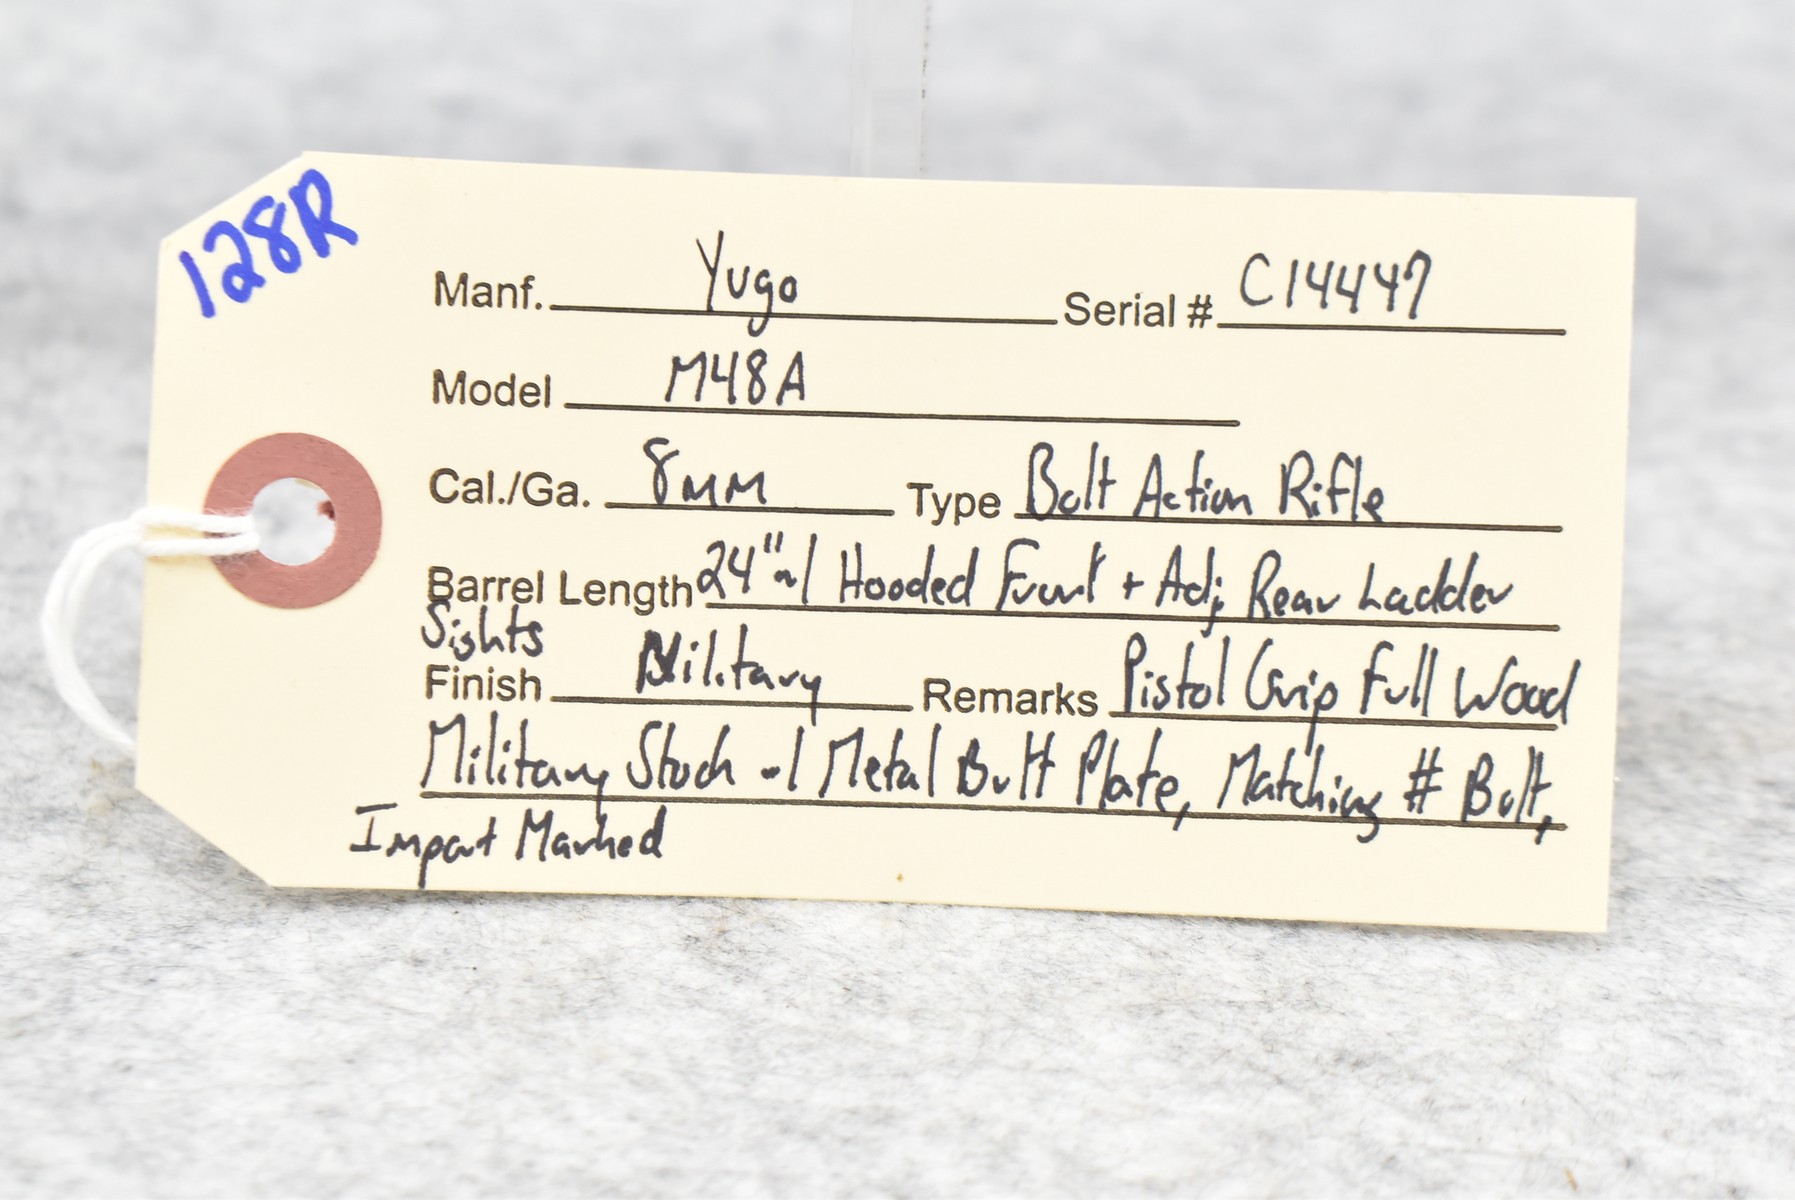 128R
Manf. Yugo Serial # C14447
Model M48A
Cal./Ga. 8mm Type Bolt Action Rifle
Barrel Length 24" w/ Hooded Front + Adj; Rear Ladder
Sights
Finish Military Remarks Pistol Grip Full Wood
Military Stock w/ Metal Butt Plate, Matching # Bolt,
Import Marked